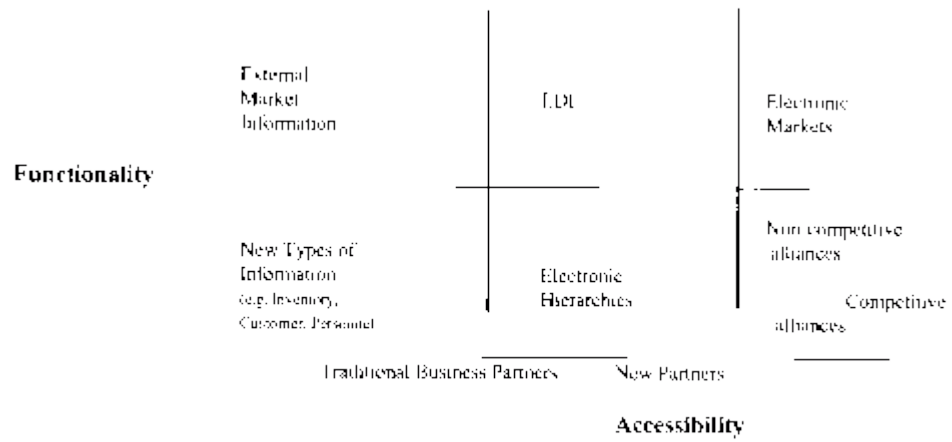 External
Market
Information
EDI
Electronic
Markets
Functionality
New Types of
Information
(e.g. Inventory,
Customer, Personnel
Electronic
Hierarchies
Non-competitive
alliances
Competitive
alliances
Traditional Business Partners
New Partners
Accessibility